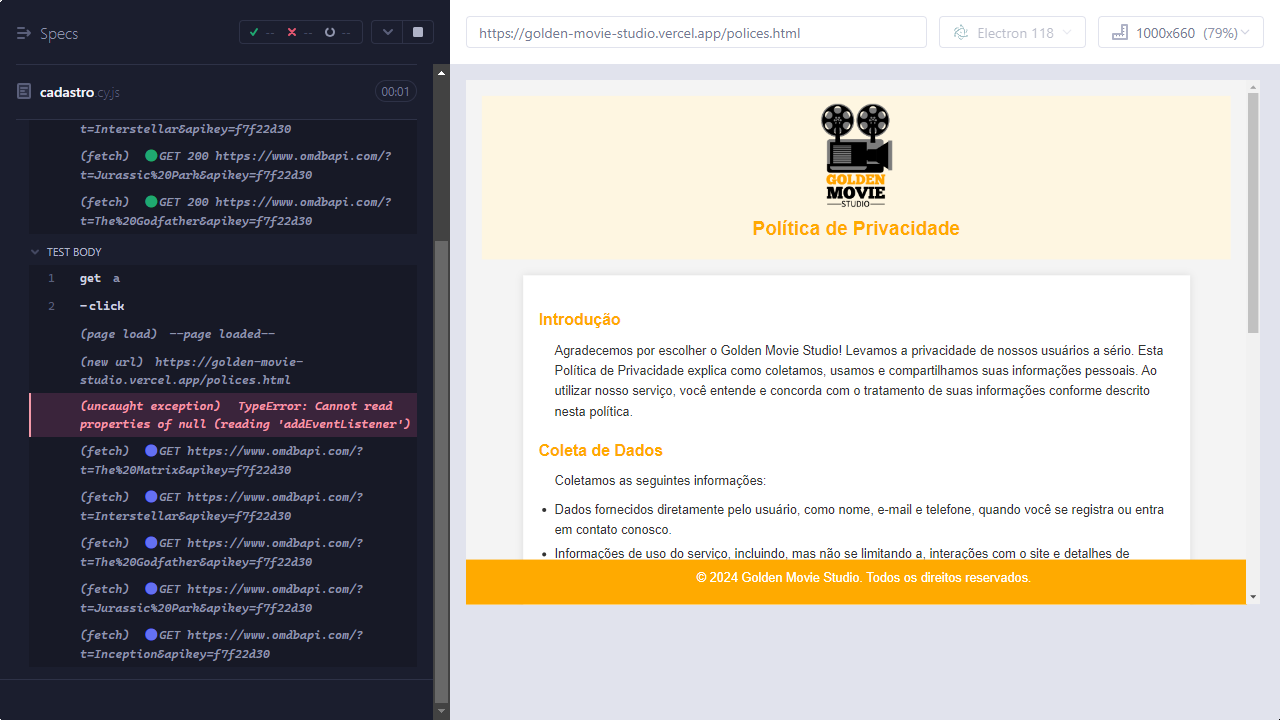 Specs
--
--
--
cadastro.cy.js
00:01
t=Interstellar&apikey=f7f22d30
(fetch) GET 200 https://www.omdbapi.com/?
t=Jurassic%20Park&apikey=f7f22d30
(fetch) GET 200 https://www.omdbapi.com/?
t=The%20Godfather&apikey=f7f22d30
TEST BODY
1 get a
2 -click
(page load) --page loaded--
(new url) https://golden-movie-
studio.vercel.app/polices.html
(uncaught exception) TypeError: Cannot read
properties of null (reading 'addEventListener')
(fetch) GET https://www.omdbapi.com/?
t=The%20Matrix&apikey=f7f22d30
(fetch) GET https://www.omdbapi.com/?
t=Interstellar&apikey=f7f22d30
(fetch) GET https://www.omdbapi.com/?
t=The%20Godfather&apikey=f7f22d30
(fetch) GET https://www.omdbapi.com/?
t=Jurassic%20Park&apikey=f7f22d30
(fetch) GET https://www.omdbapi.com/?
t=Inception&apikey=f7f22d30
https://golden-movie-studio.vercel.app/polices.html
Electron 118
1000x660 (79%)
GOLDEN
MOVIE
STUDIO
Política de Privacidade
Introdução
Agradecemos por escolher o Golden Movie Studio! Levamos a privacidade de nossos usuários a sério. Esta
Política de Privacidade explica como coletamos, usamos e compartilhamos suas informações pessoais. Ao
utilizar nosso serviço, você entende e concorda com o tratamento de suas informações conforme descrito
nesta política.
Coleta de Dados
Coletamos as seguintes informações:
• Dados fornecidos diretamente pelo usuário, como nome, e-mail e telefone, quando você se registra ou entra
em contato conosco.
• Informações de uso do serviço, incluindo, mas não se limitando a, interações com o site e detalhes de
© 2024 Golden Movie Studio. Todos os direitos reservados.